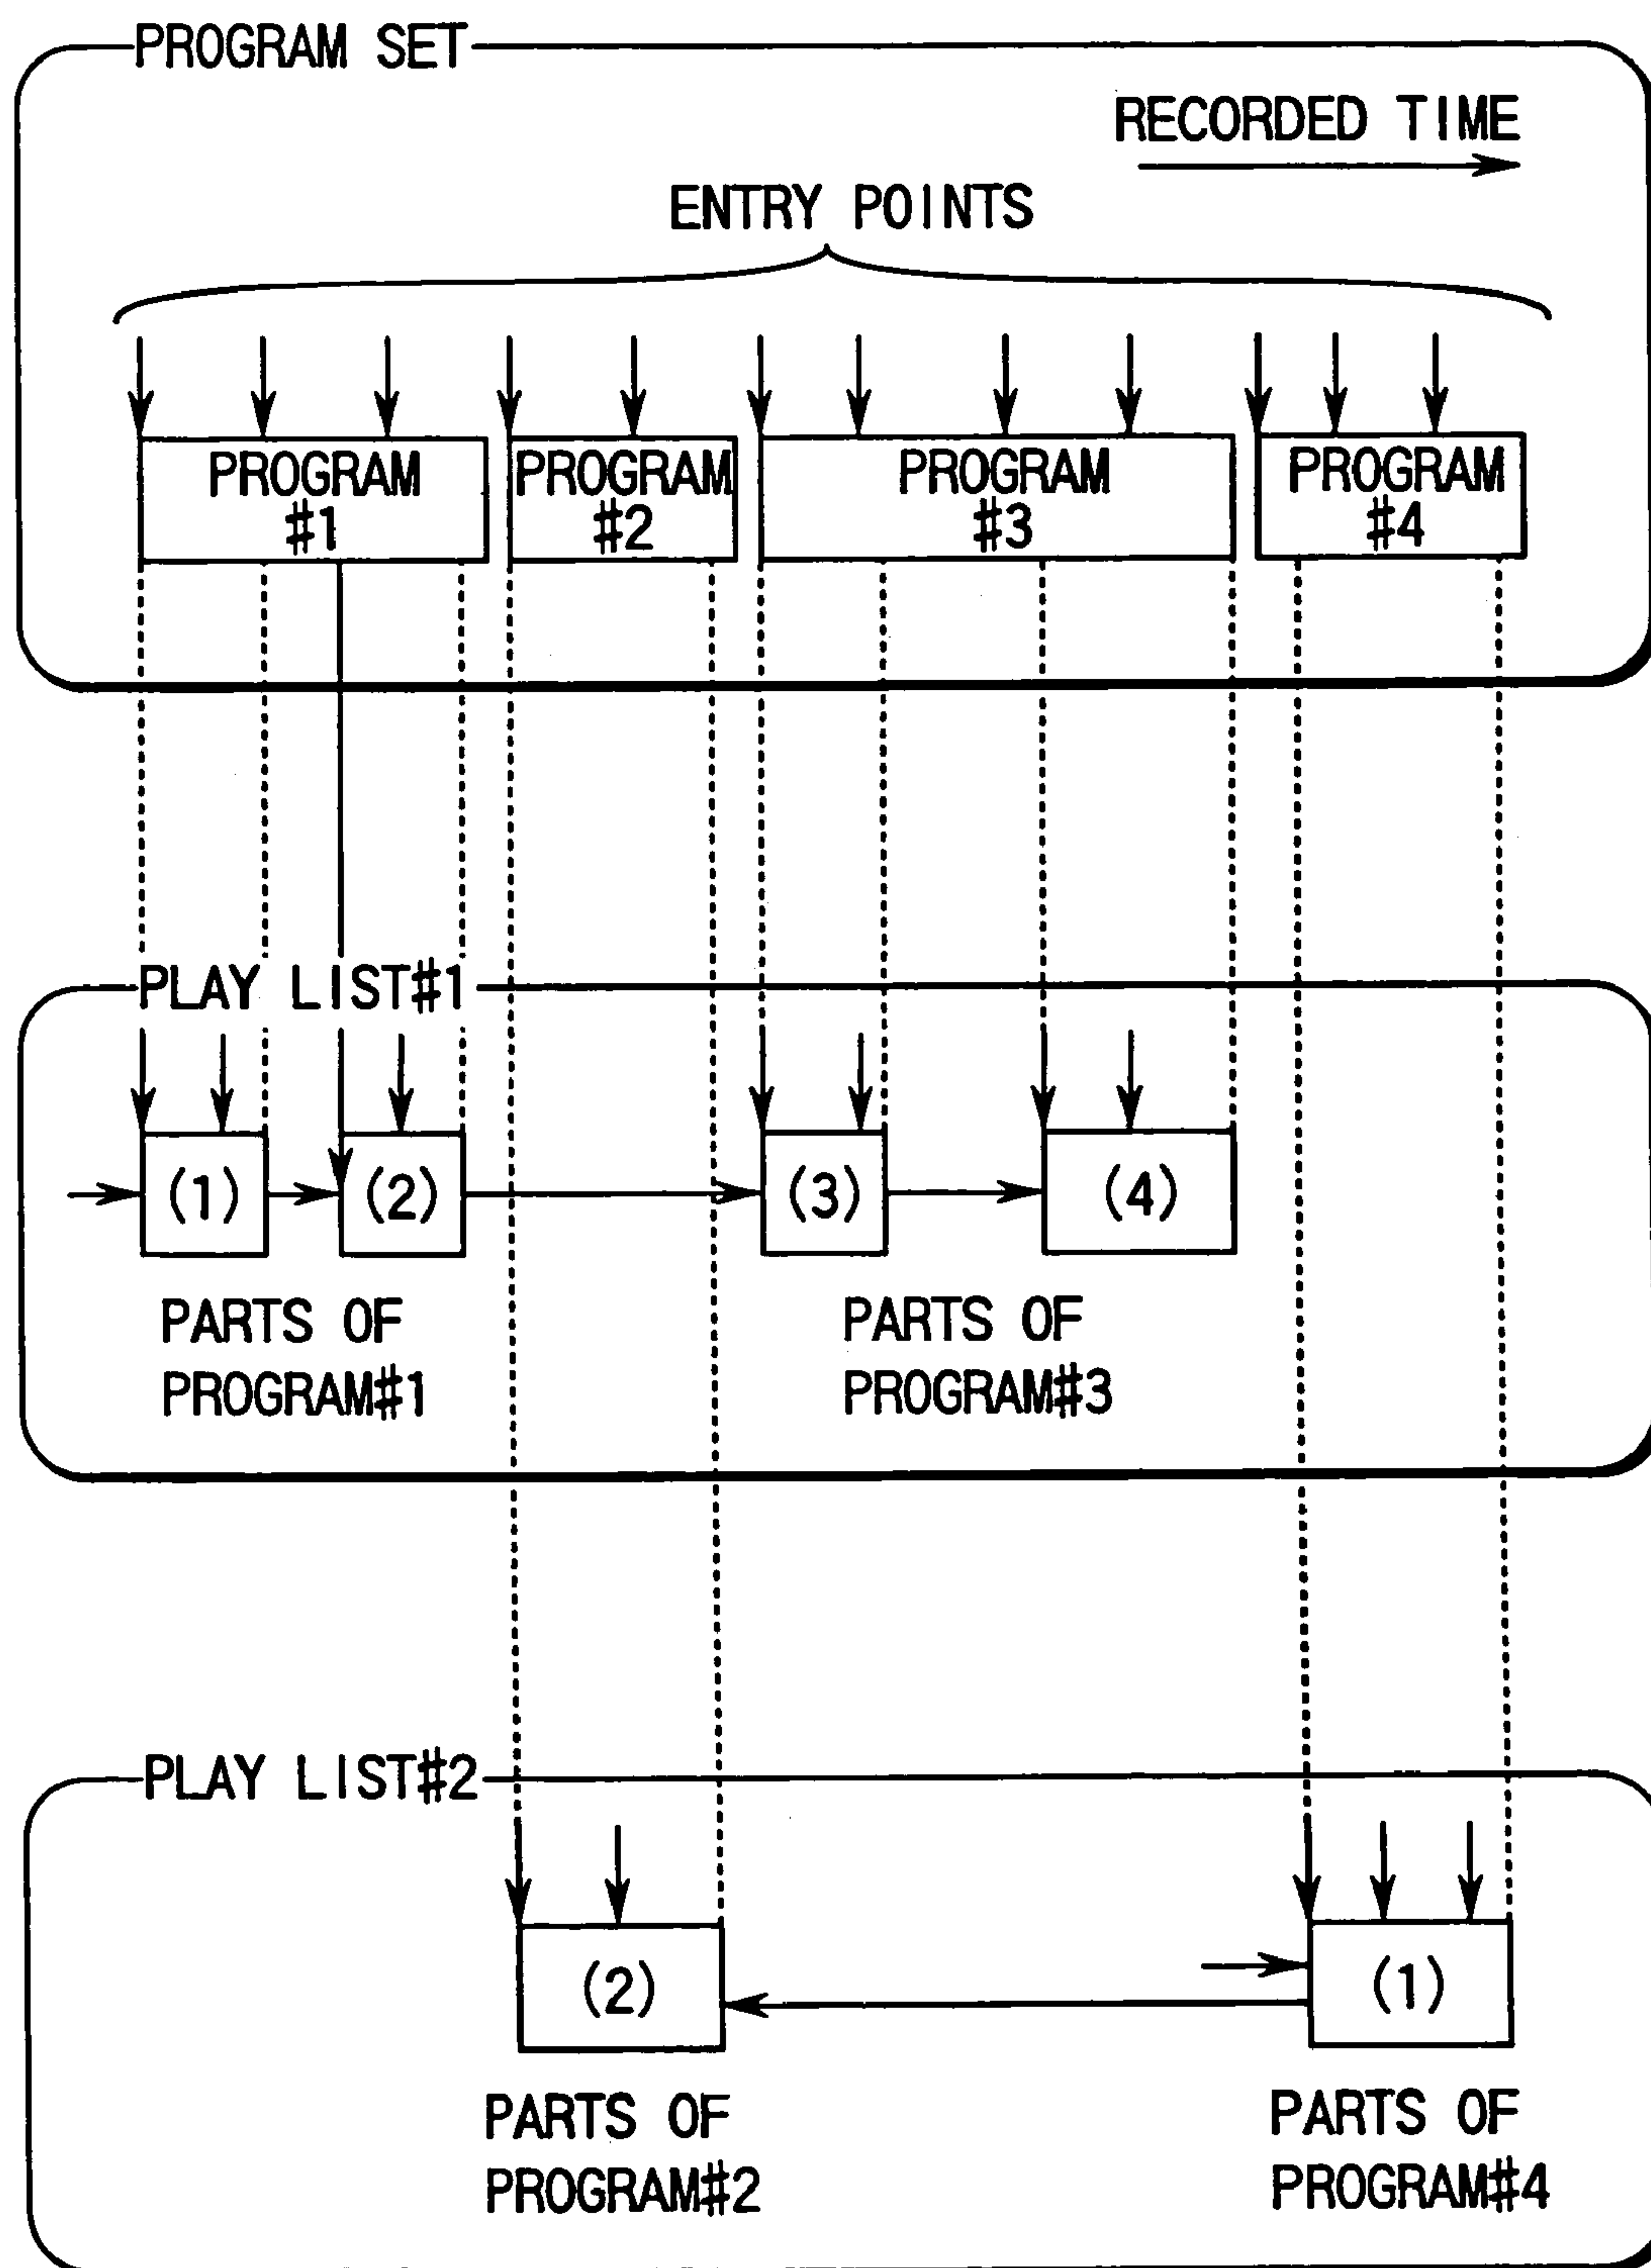 PROGRAM SET
RECORDED TIME
ENTRY POINTS
PROGRAM
#1
PROGRAM
#2
PROGRAM
#3
PROGRAM
#4
PLAY LIST#1
(1)
(2)
(3)
(4)
PARTS OF
PROGRAM#1
PARTS OF
PROGRAM#3
PLAY LIST#2
(2)
(1)
PARTS OF
PROGRAM#2
PARTS OF
PROGRAM#4